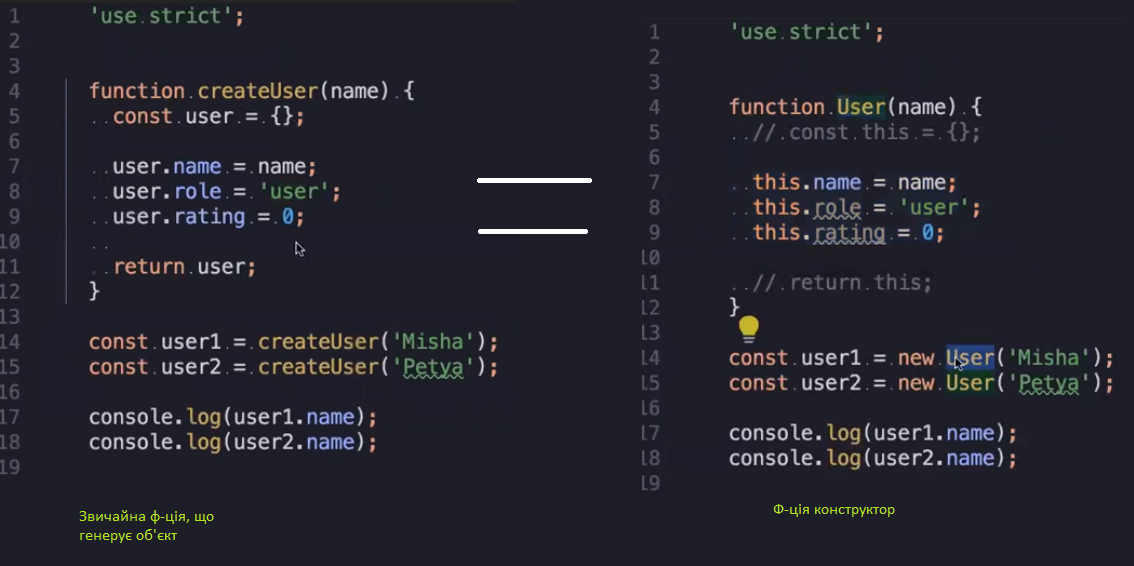 1 'use strict';
2
3
4 function createUser(name) {
5 const user = {};
6
7 user.name = name;
8 user.role = 'user';
9 user.rating = 0;
10
11 return user;
12 }
13
14 const user1 = createUser('Misha');
15 const user2 = createUser('Petya');
16
17 console.log(user1.name);
18 console.log(user2.name);
19
Звичайна ф-ція, що
генерує об'єкт
1 'use strict';
2
3
4 function User(name) {
5 // const this = {};
6
7 this.name = name;
8 this.role = 'user';
9 this.rating = 0;
10
11 // return this;
12 }
13
14 const user1 = new User('Misha');
15 const user2 = new User('Petya');
16
17 console.log(user1.name);
18 console.log(user2.name);
19
Ф-ція конструктор